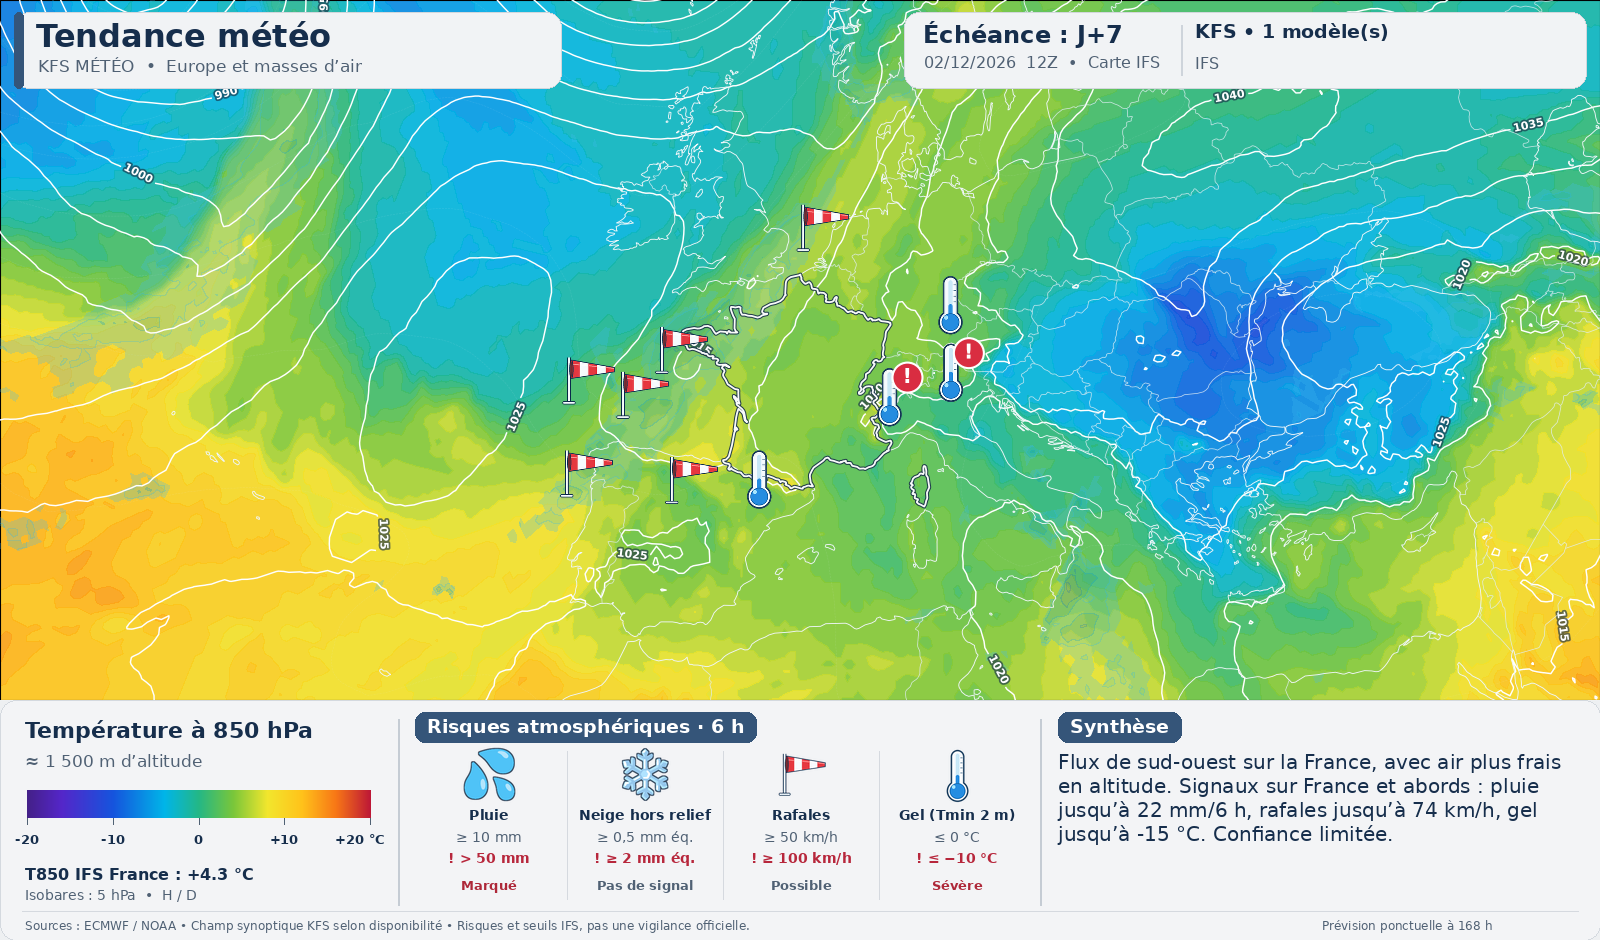 Tendance météo
KFS MÉTÉO • Europe et masses d’air
Échéance : J+7
02/12/2026 12Z • Carte IFS
KFS • 1 modèle(s)
IFS
990
1000
1040
1035
1020
1020
1025
1020
1025
1025
1025
1020
1015
Température à 850 hPa
≈ 1 500 m d’altitude
-20 -10 0 +10 +20 °C
T850 IFS France : +4.3 °C
Isobares : 5 hPa • H / D
Risques atmosphériques · 6 h
Pluie
≥ 10 mm
! > 50 mm
Marqué
Neige hors relief
≥ 0,5 mm éq.
! ≥ 2 mm éq.
Pas de signal
Rafales
≥ 50 km/h
! ≥ 100 km/h
Possible
Gel (Tmin 2 m)
≤ 0 °C
! ≤ −10 °C
Sévère
Synthèse
Flux de sud-ouest sur la France, avec air plus frais
en altitude. Signaux sur France et abords : pluie
jusqu’à 22 mm/6 h, rafales jusqu’à 74 km/h, gel
jusqu’à -15 °C. Confiance limitée.
Sources : ECMWF / NOAA • Champ synoptique KFS selon disponibilité • Risques et seuils IFS, pas une vigilance officielle.
Prévision ponctuelle à 168 h